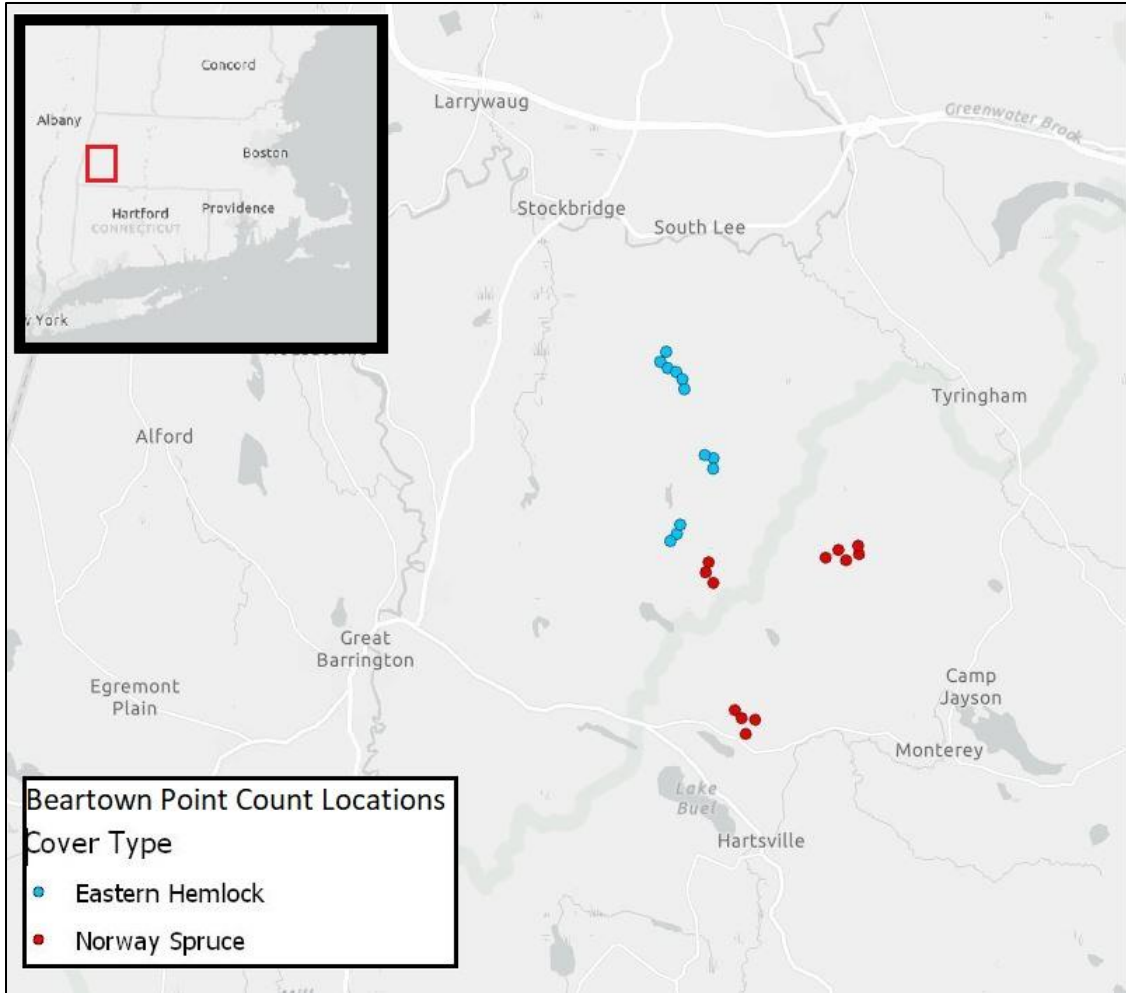 Concord
Albany
Boston
Hartford
Providence
CONNECTICUT
York
Larrywaug
Greenwater Brook
Stockbridge
South Lee
Tyringham
Alford
Great
Barrington
Egremont
Plain
Camp
Jayson
Monterey
Lake
Buel
Hartsville
Beartown Point Count Locations
Cover Type
Eastern Hemlock
Norway Spruce